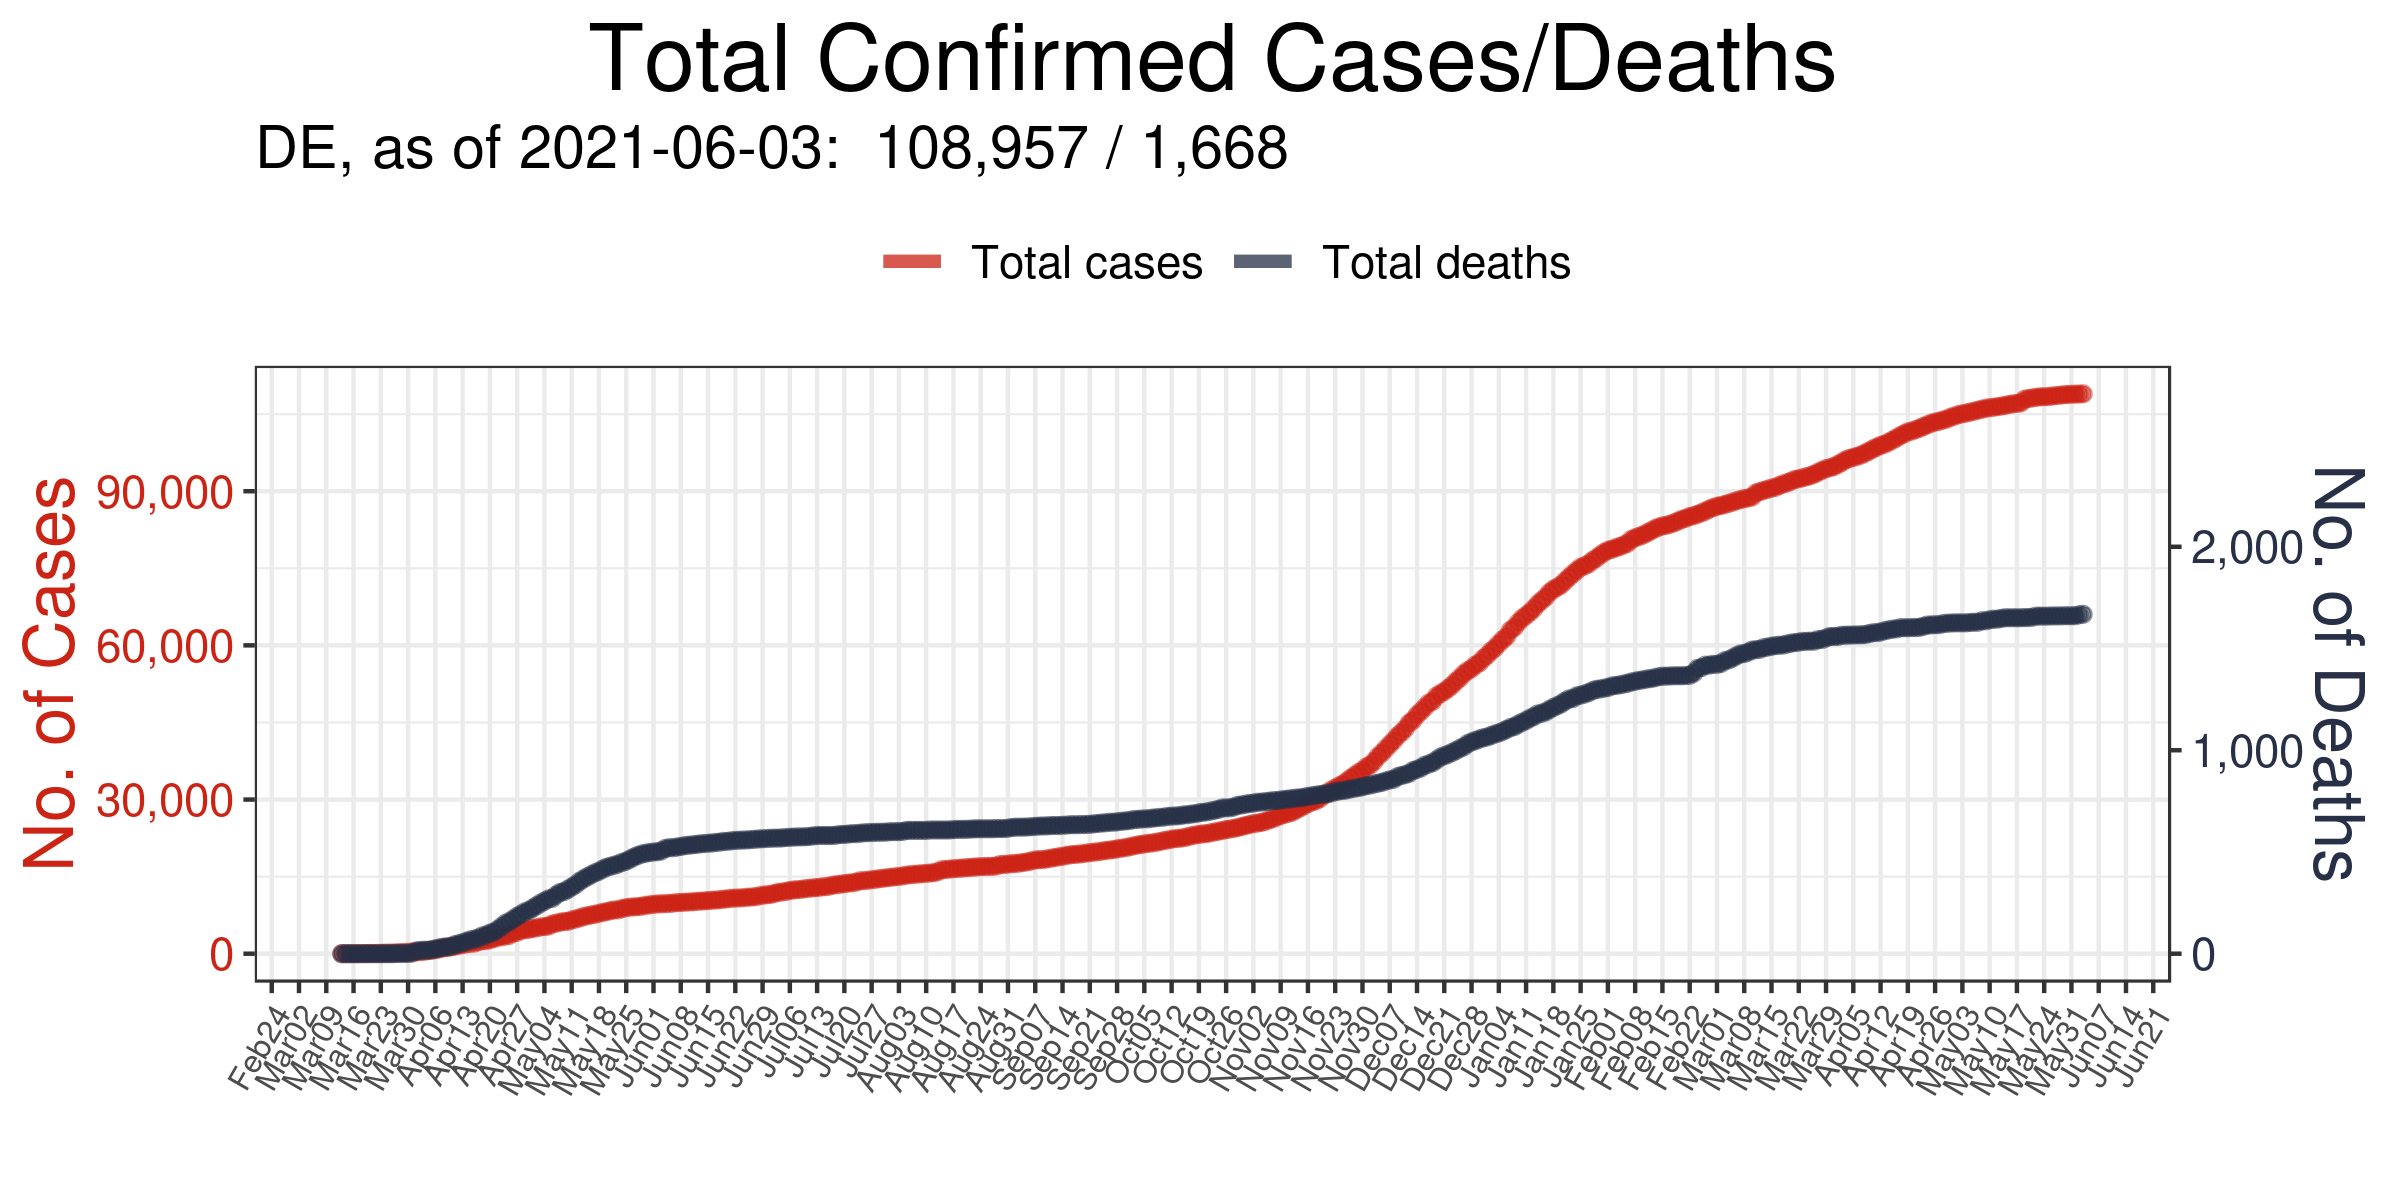 Total Confirmed Cases/Deaths
DE, as of 2021-06-03:  108,957 / 1,668
Total cases
Total deaths
No. of Cases
90,000
60,000
30,000
0
2,000
1,000
0
No. of Deaths
Feb24
Mar02
Mar09
Mar16
Mar23
Mar30
Apr06
Apr13
Apr20
Apr27
May04
May11
May18
May25
Jun01
Jun08
Jun15
Jun22
Jun29
Jul06
Jul13
Jul20
Jul27
Aug03
Aug10
Aug17
Aug24
Aug31
Sep07
Sep14
Sep21
Sep28
Oct05
Oct12
Oct19
Oct26
Nov02
Nov09
Nov16
Nov23
Nov30
Dec07
Dec14
Dec21
Dec28
Jan04
Jan11
Jan18
Jan25
Feb01
Feb08
Feb15
Feb22
Mar01
Mar08
Mar15
Mar22
Mar29
Apr05
Apr12
Apr19
Apr26
May03
May10
May17
May24
May31
Jun07
Jun14
Jun21